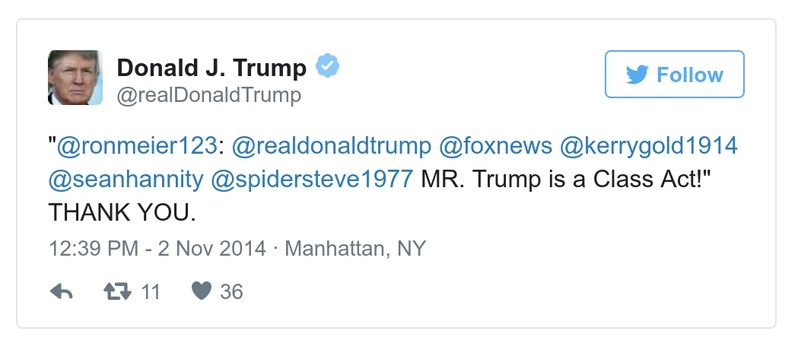 Donald J. Trump
@realDonaldTrump
Follow
"@ronmeier123: @realdonaldtrump @foxnews @kerrygold1914
@seanhannity @spidersteve1977 MR. Trump is a Class Act!"
THANK YOU.
12:39 PM - 2 Nov 2014 · Manhattan, NY
11 36